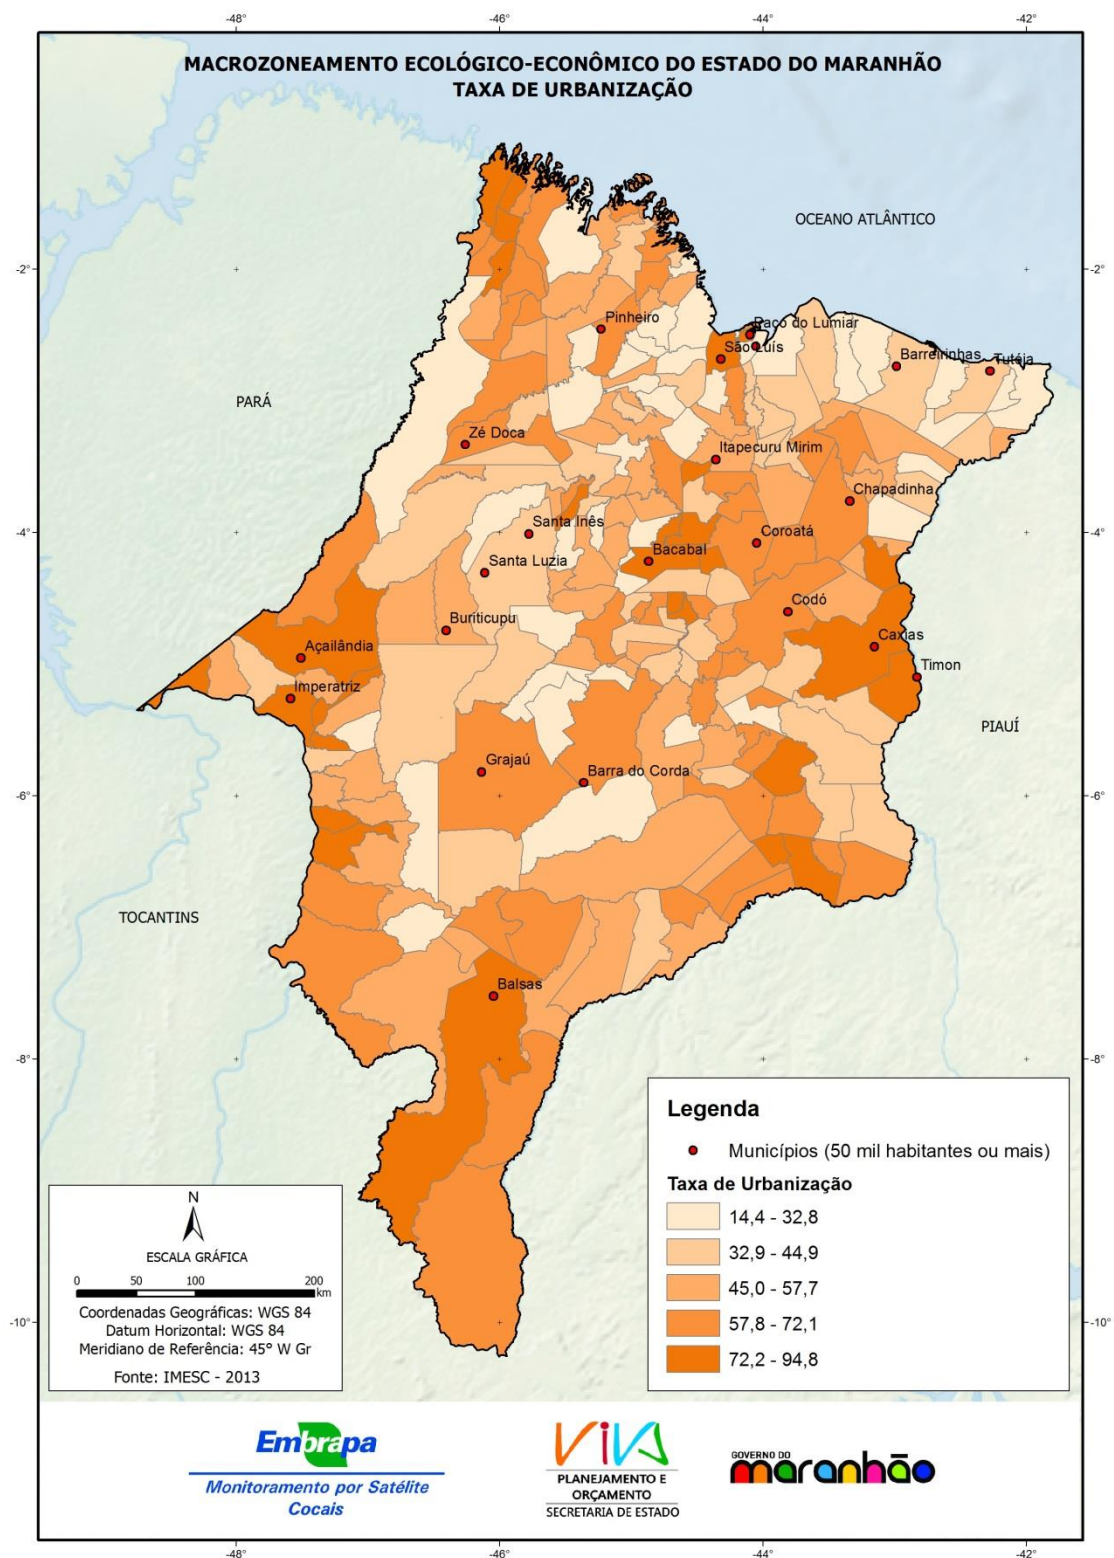 -48°
-46°
-44°
-42°
MACROZONEAMENTO ECOLÓGICO-ECONÔMICO DO ESTADO DO MARANHÃO
TAXA DE URBANIZAÇÃO
OCEANO ATLÂNTICO
-2°
-2°
Pinheiro
Paço do Lumiar
São Luís
Barreirinhas
Tutóia
PARÁ
Zé Doca
Itapecuru Mirim
Chapadinha
Santa Inês
-4°
-4°
Coroatá
Bacabal
Santa Luzia
Codó
Buriticupu
Caxias
Açailândia
Timon
Imperatriz
PIAUÍ
Grajaú
Barra do Corda
-6°
-6°
TOCANTINS
Balsas
-8°
-8°
Legenda
Municípios (50 mil habitantes ou mais)
Taxa de Urbanização
14,4 - 32,8
32,9 - 44,9
45,0 - 57,7
57,8 - 72,1
72,2 - 94,8
N
ESCALA GRÁFICA
0 50 100 200
km
Coordenadas Geográficas: WGS 84
Datum Horizontal: WGS 84
Meridiano de Referência: 45° W Gr
Fonte: IMESC - 2013
-10°
-10°
Embrapa
Monitoramento por Satélite
Cocais
VIVA
PLANEJAMENTO E
ORÇAMENTO
SECRETARIA DE ESTADO
GOVERNO DO
maranhão
-48°
-46°
-44°
-42°